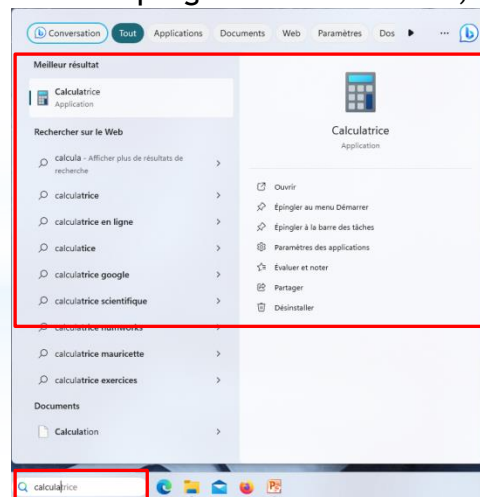 Conversation Tout Applications Documents Web Paramètres Dos
Meilleur résultat
Calculatrice
Application
Rechercher sur le Web
calcula - Afficher plus de résultats de
recherche
calculatrice
calculatrice en ligne
calculatice
calculatrice google
calculatrice scientifique
calculatrice numworks
calculatrice mauricette
calculatrice exercices
Documents
Calculation
Calculatrice
Application
Ouvrir
Épingler au menu Démarrer
Épingler à la barre des tâches
Paramètres des applications
Évaluer et noter
Partager
Désinstaller
calculatrice